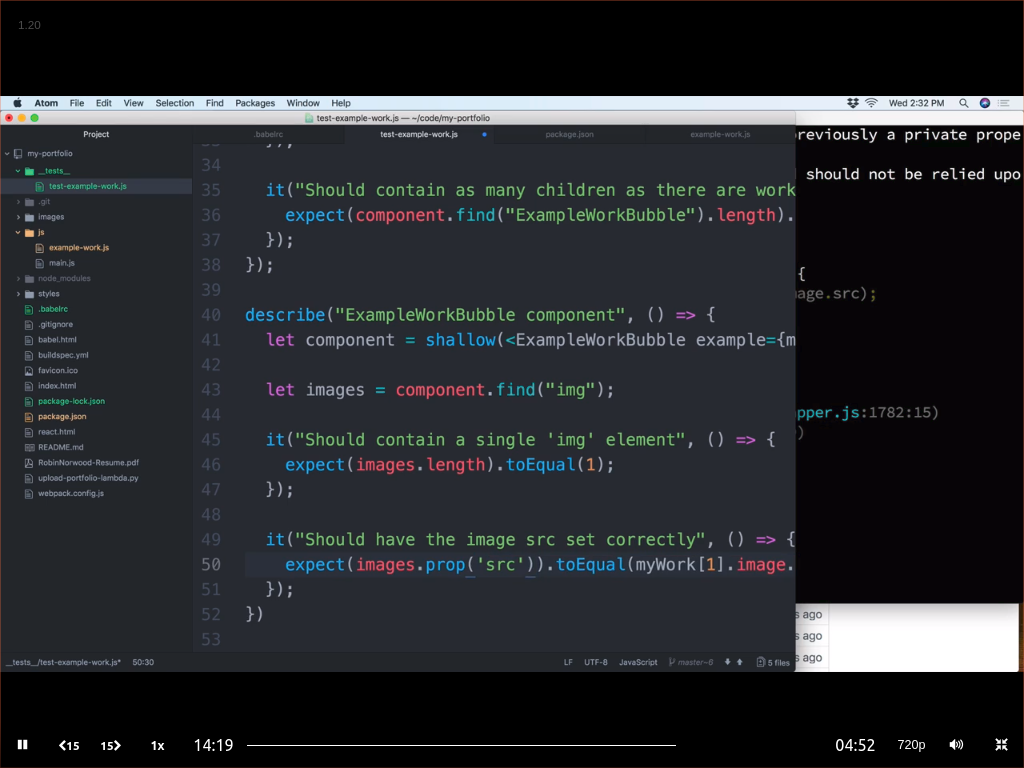 1.20
Atom File Edit View Selection Find Packages Window Help Wed 2:32 PM
test-example-work.js — ~/code/my-portfolio
Project
.babelrc
test-example-work.js
package.json
example-work.js
my-portfolio
__tests__
test-example-work.js
.git
images
js
example-work.js
main.js
node_modules
styles
.babelrc
.gitignore
babel.html
buildspec.yml
favicon.ico
index.html
package-lock.json
package.json
react.html
README.md
RobinNorwood-Resume.pdf
upload-portfolio-lambda.py
webpack.config.js
34
35 it("Should contain as many children as there are work
36 expect(component.find("ExampleWorkBubble").length).
37 });
38 });
39
40 describe("ExampleWorkBubble component", () => {
41 let component = shallow(<ExampleWorkBubble example={m
42
43 let images = component.find("img");
44
45 it("Should contain a single 'img' element", () => {
46 expect(images.length).toEqual(1);
47 });
48
49 it("Should have the image src set correctly", () => {
50 expect(images.prop('src')).toEqual(myWork[1].image.
51 });
52 })
53
reviously a private prope
should not be relied upo
{
age.src);
pper.js:1782:15)
)
s ago
s ago
s ago
__tests__/test-example-work.js* 50:30 LF UTF-8 JavaScript master-6 5 files
15 15 1x 14:19 04:52 720p